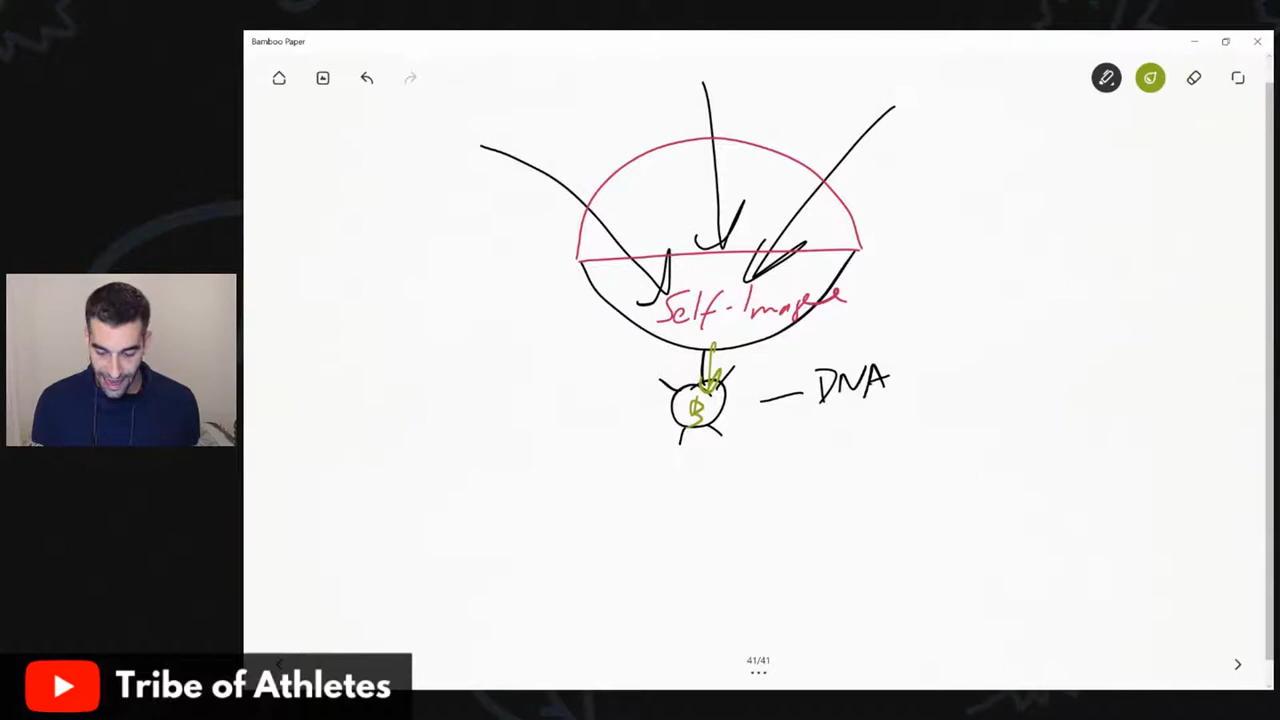 Bamboo Paper
Self-Image
B
DNA
41/41
Tribe of Athletes